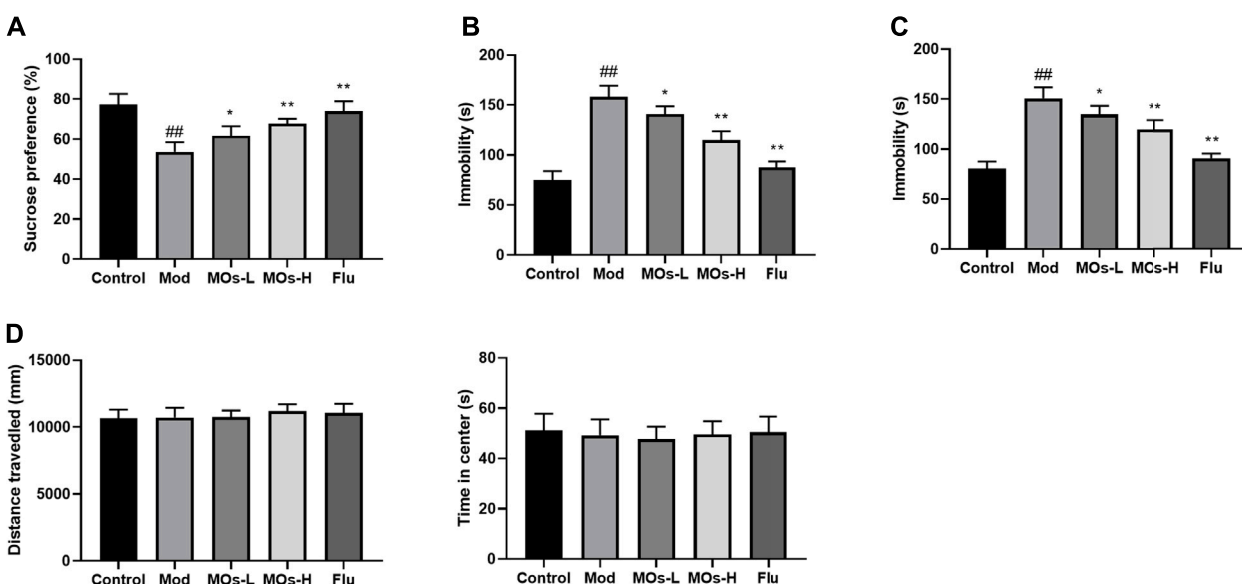 A
Sucrose preference (%)
100
80
60
40
20
0
##
*
**
**
Control Mod MOs-L MOs-H Flu
B
Immobility (s)
200
150
100
50
0
##
*
**
**
Control Mod MOs-L MOs-H Flu
C
Immobility (s)
200
150
100
50
0
##
*
**
**
Control Mod MOs-L MOs-H Flu
D
Distance travedled (mm)
15000
10000
5000
0
Control Mod MOs-L MOs-H Flu
Time in center (s)
80
60
40
20
0
Control Mod MOs-L MOs-H Flu